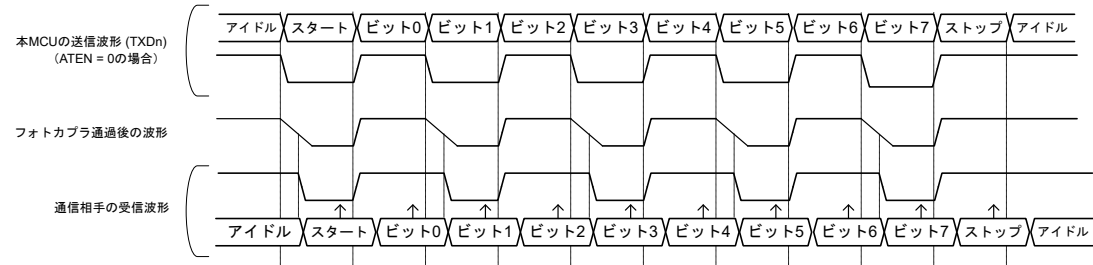 アイドル スタート ビット0 ビット1 ビット2 ビット3 ビット4 ビット5 ビット6 ビット7 ストップ アイドル
本MCUの送信波形 (TXDn)
(ATEN = 0の場合)
フォトカプラ通過後の波形
通信相手の受信波形
アイドル スタート ビット0 ビット1 ビット2 ビット3 ビット4 ビット5 ビット6 ビット7 ストップ アイドル